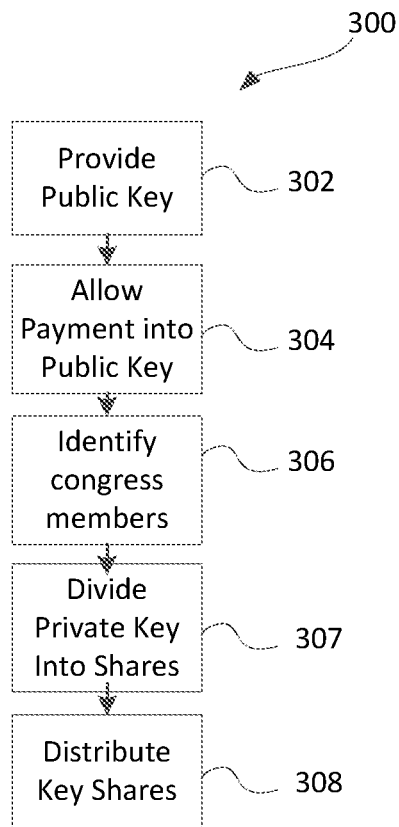 300
Provide
Public Key
302
Allow
Payment into
Public Key
304
Identify
congress
members
306
Divide
Private Key
Into Shares
307
Distribute
Key Shares
308